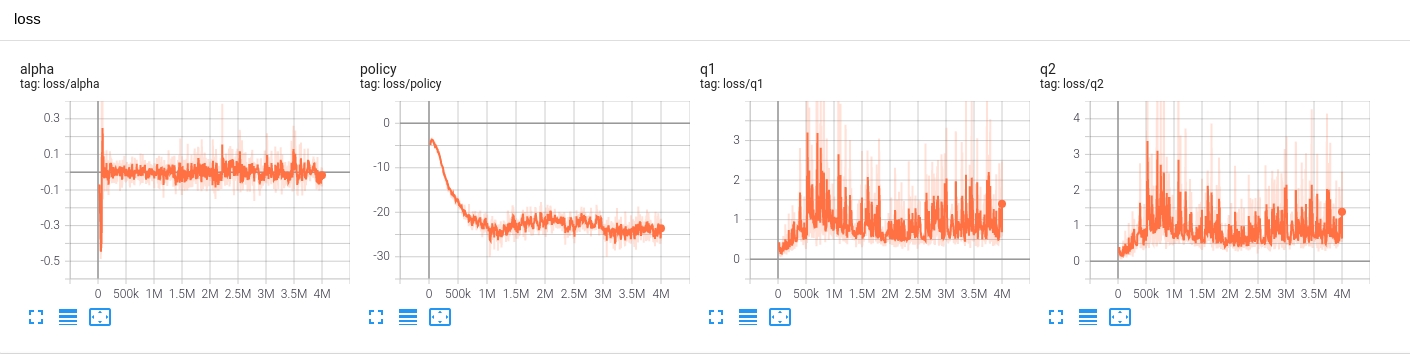 loss
alpha
tag: loss/alpha
0.3
0.1
-0.1
-0.3
-0.5
0 500k 1M 1.5M 2M 2.5M 3M 3.5M 4M
policy
tag: loss/policy
0
-10
-20
-30
0 500k 1M 1.5M 2M 2.5M 3M 3.5M 4M
q1
tag: loss/q1
3
2
1
0
0 500k 1M 1.5M 2M 2.5M 3M 3.5M 4M
q2
tag: loss/q2
4
3
2
1
0
0 500k 1M 1.5M 2M 2.5M 3M 3.5M 4M